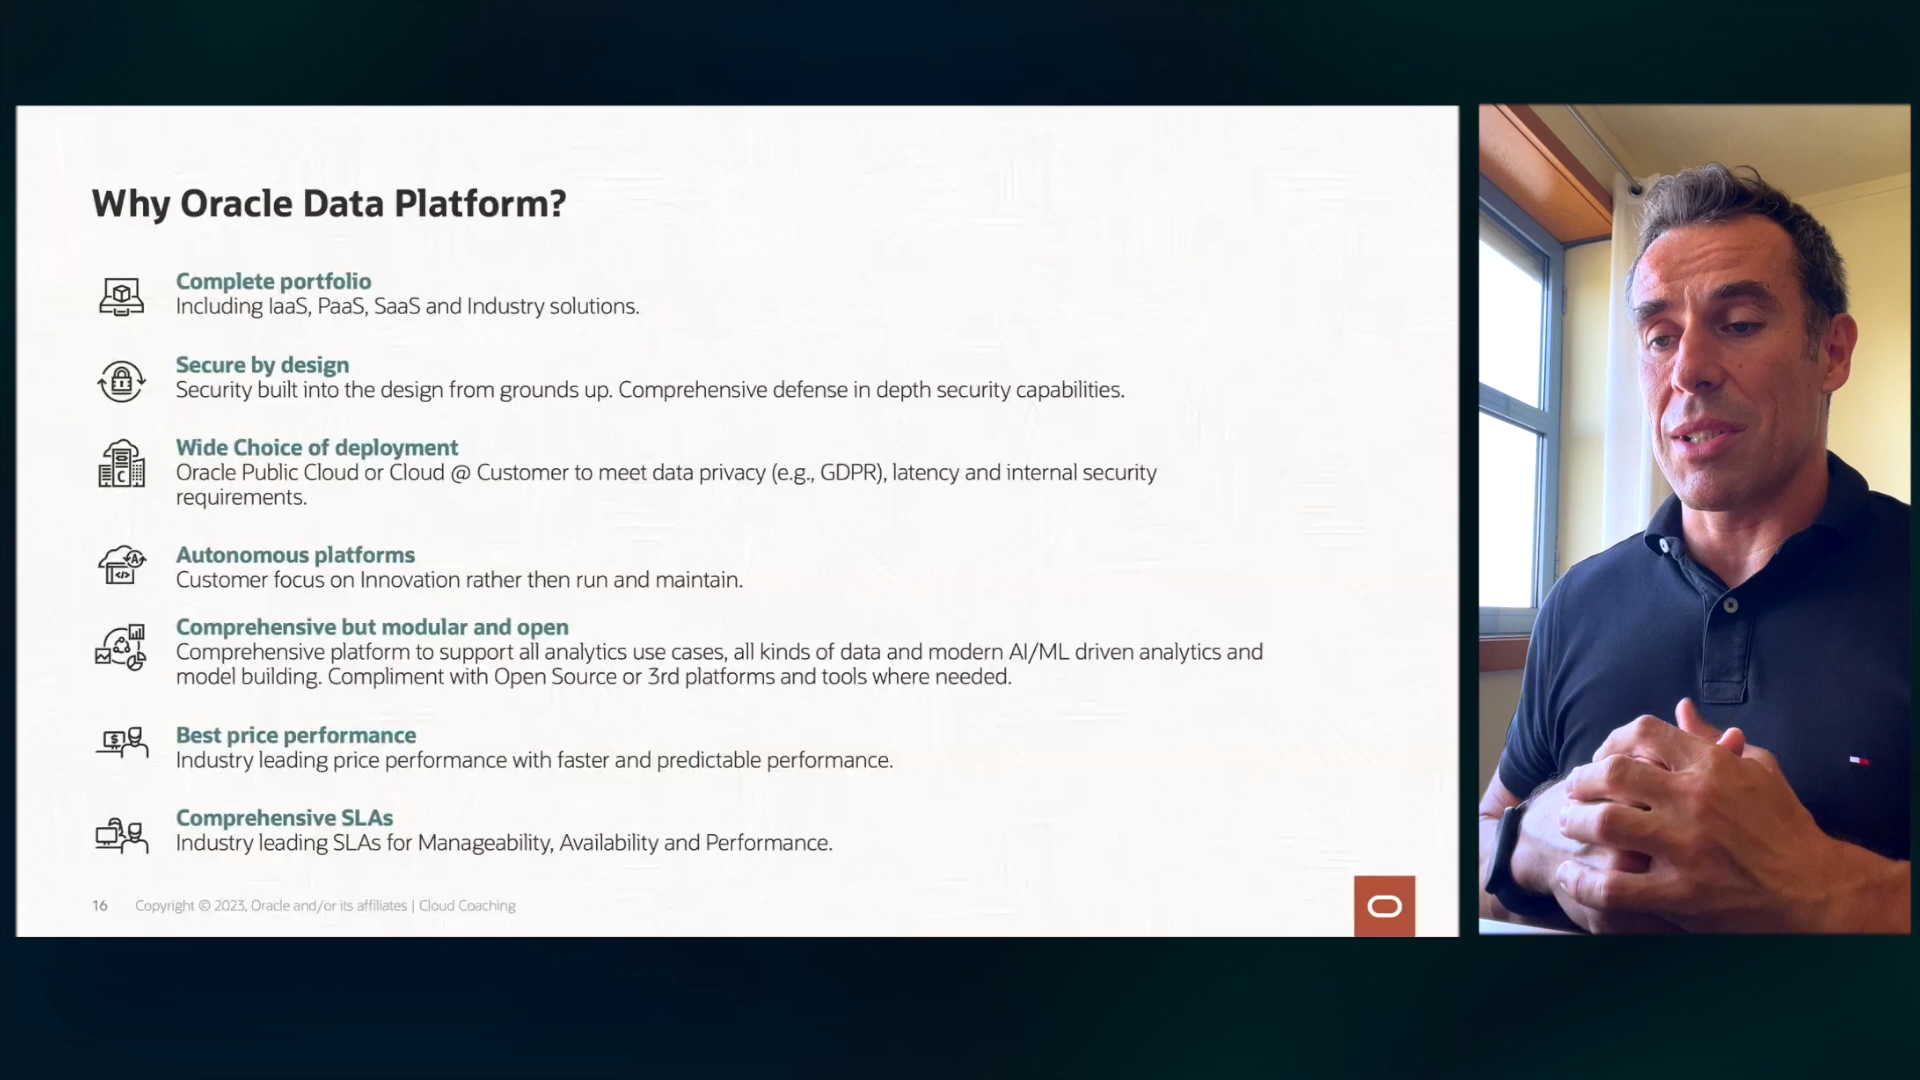 Why Oracle Data Platform?
Complete portfolio
Including IaaS, PaaS, SaaS and Industry solutions.
Secure by design
Security built into the design from grounds up. Comprehensive defense in depth security capabilities.
Wide Choice of deployment
Oracle Public Cloud or Cloud @ Customer to meet data privacy (e.g., GDPR), latency and internal security
requirements.
Autonomous platforms
Customer focus on Innovation rather then run and maintain.
Comprehensive but modular and open
Comprehensive platform to support all analytics use cases, all kinds of data and modern AI/ML driven analytics and
model building. Compliment with Open Source or 3rd platforms and tools where needed.
Best price performance
Industry leading price performance with faster and predictable performance.
Comprehensive SLAs
Industry leading SLAs for Manageability, Availability and Performance.
16 Copyright © 2023, Oracle and/or its affiliates | Cloud Coaching